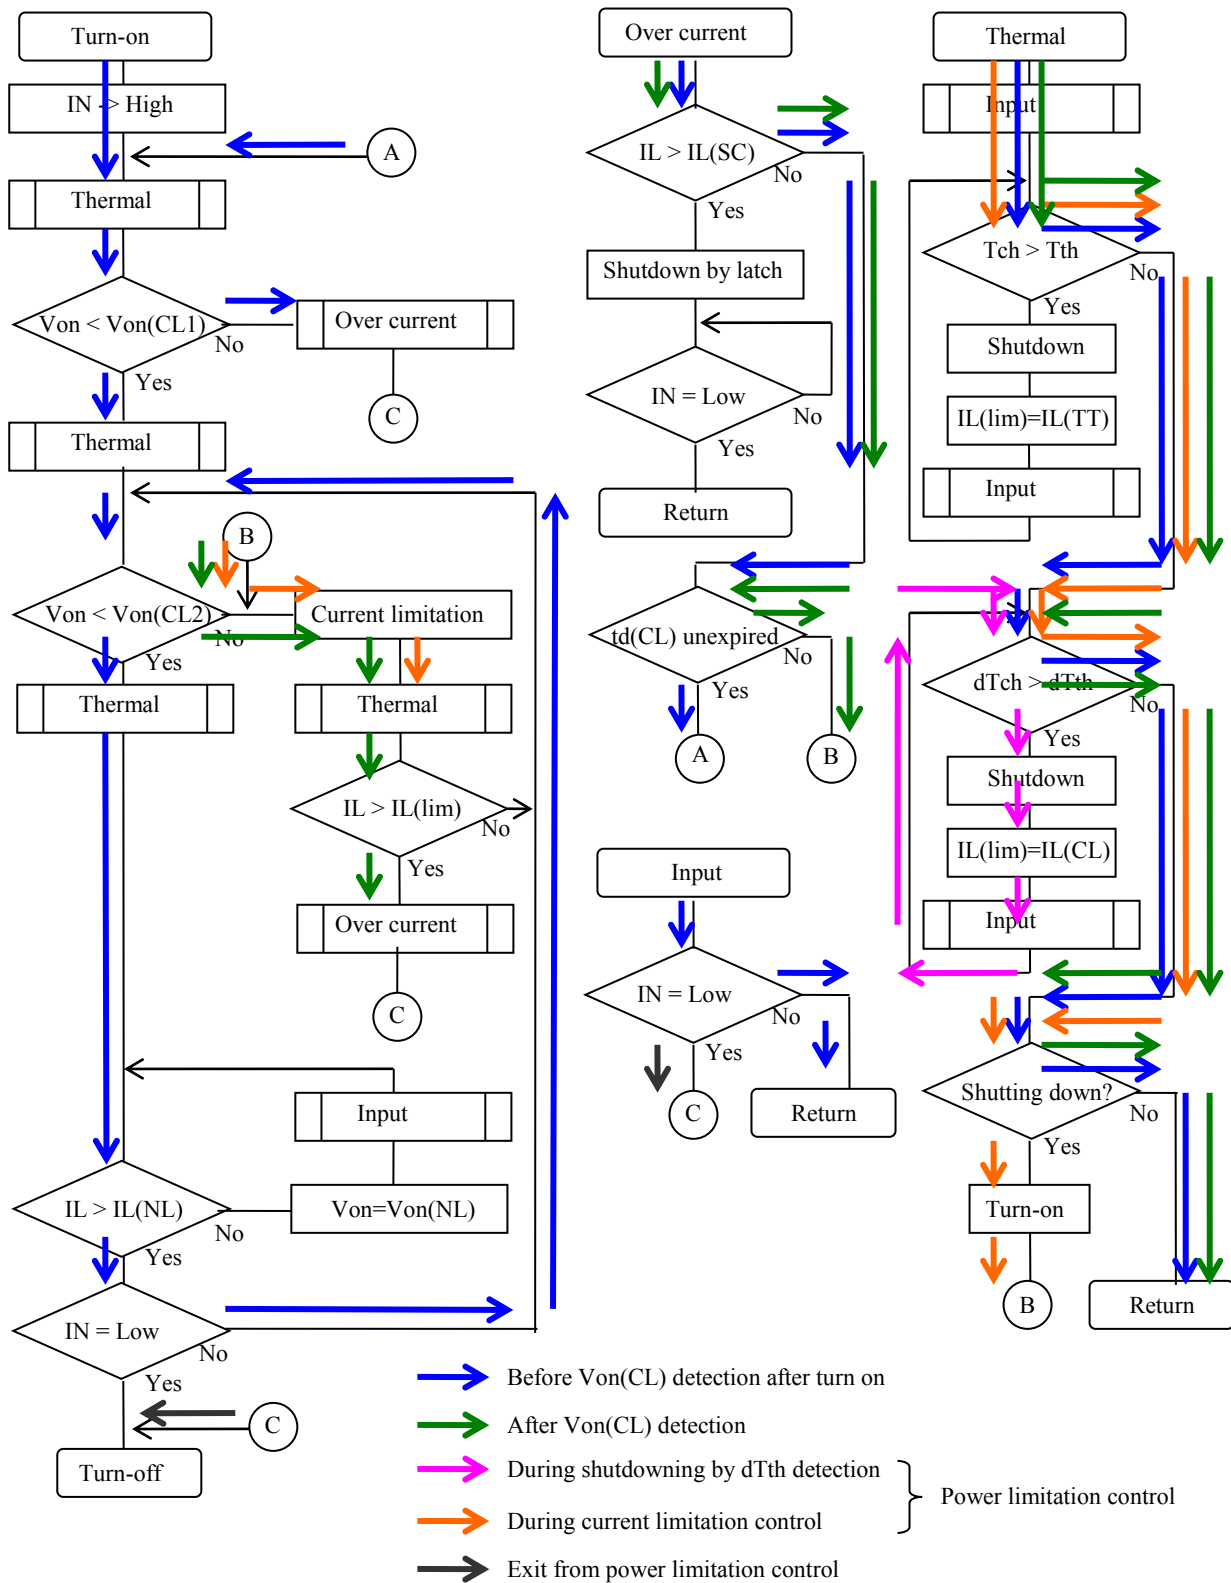 Turn-on
IN -> High
A
Thermal
Von < Von(CL1)
No
Yes
Over current
C
Thermal
B
Von < Von(CL2)
No
Yes
Current limitation
Thermal
Thermal
IL > IL(lim)
No
Yes
Over current
C
Input
IL > IL(NL)
No
Yes
Von=Von(NL)
IN = Low
No
Yes
C
Turn-off
Over current
IL > IL(SC)
No
Yes
Shutdown by latch
IN = Low
No
Yes
Return
td(CL) unexpired
No
Yes
A
B
Input
IN = Low
No
Yes
C
Return
Thermal
Input
Tch > Tth
No
Yes
Shutdown
IL(lim)=IL(TT)
Input
dTch > dTth
No
Yes
Shutdown
IL(lim)=IL(CL)
Input
Shutting down?
No
Yes
Turn-on
B
Return
Before Von(CL) detection after turn on
After Von(CL) detection
During shutdowning by dTth detection
Power limitation control
During current limitation control
Exit from power limitation control